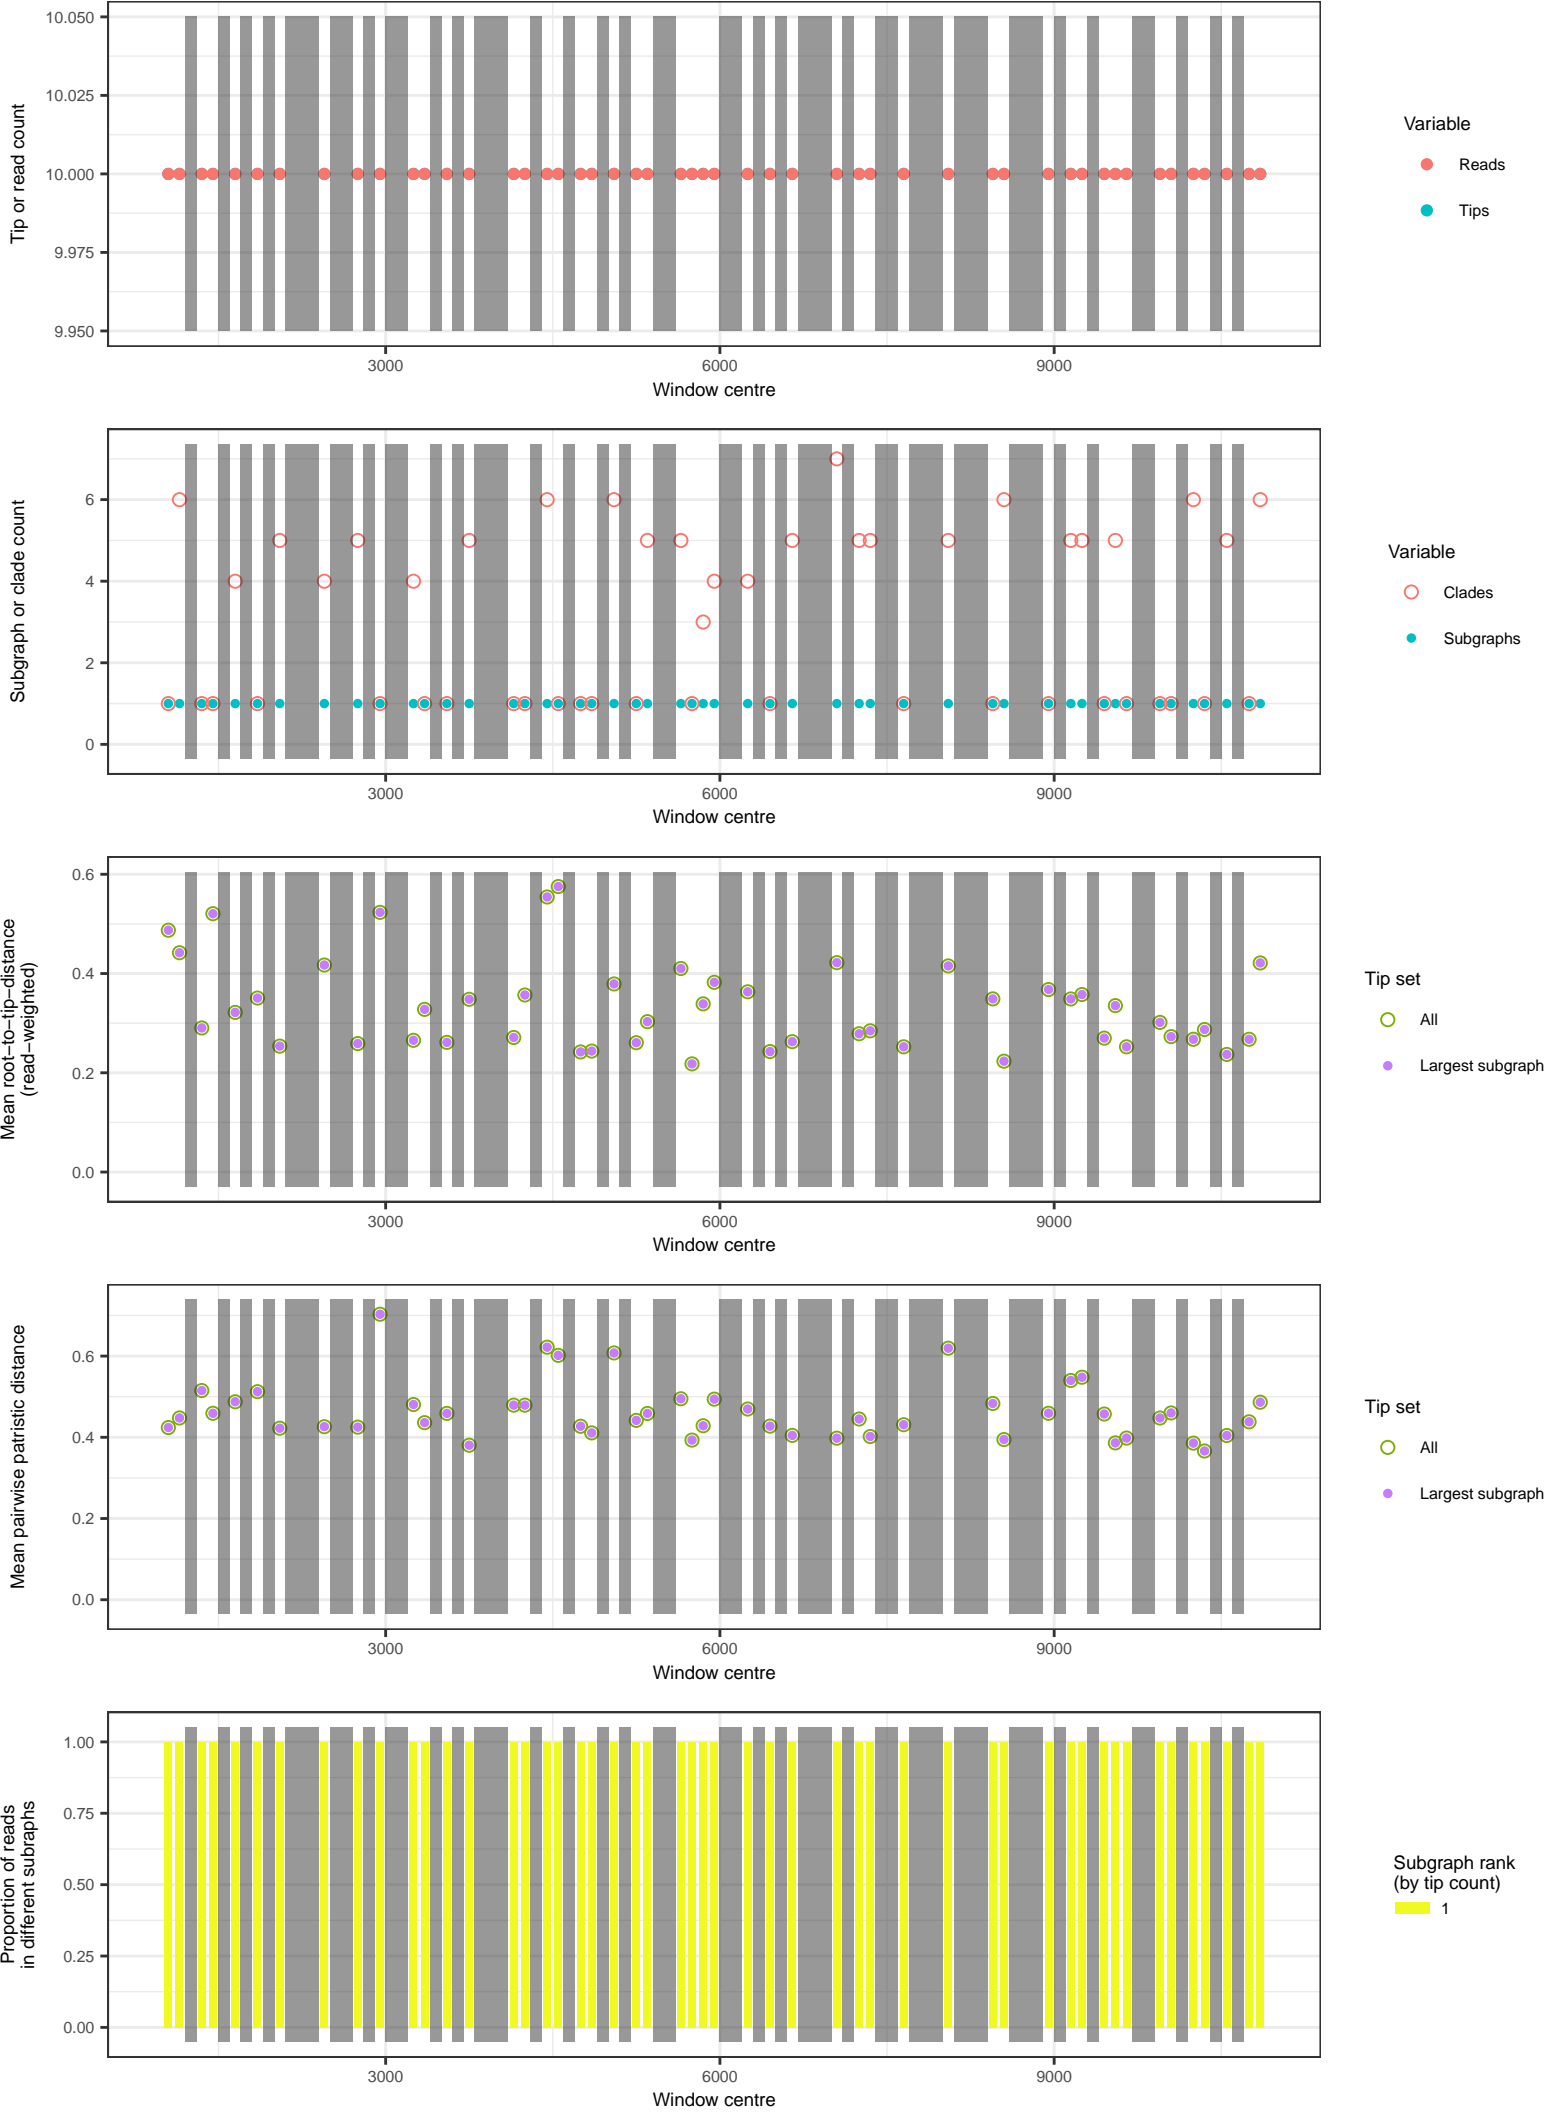 10.050
10.025
10.000
9.975
9.950
Tip or read count
3000
6000
9000
Window centre
Variable
Reads
Tips
6
4
2
0
Subgraph or clade count
3000
6000
9000
Window centre
Variable
Clades
Subgraphs
0.6
0.4
0.2
0.0
Mean root−to−tip−distance
(read−weighted)
3000
6000
9000
Window centre
Tip set
All
Largest subgraph
0.6
0.4
0.2
0.0
Mean pairwise patristic distance
3000
6000
9000
Window centre
Tip set
All
Largest subgraph
1.00
0.75
0.50
0.25
0.00
Proportion of reads
in different subraphs
3000
6000
9000
Window centre
Subgraph rank
(by tip count)
1